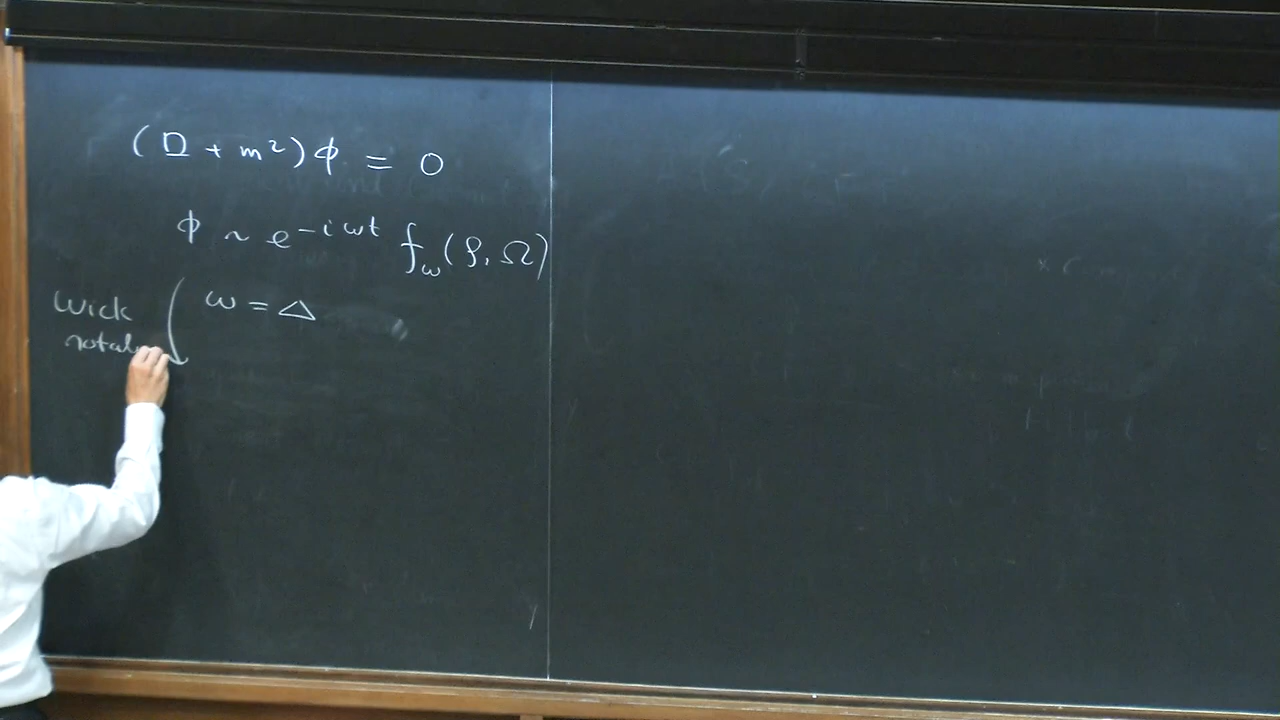 (□ + m²)ϕ = 0
ϕ ~ e^{-iωt} f_ω(ρ, Ω)
Wick ω = Δ